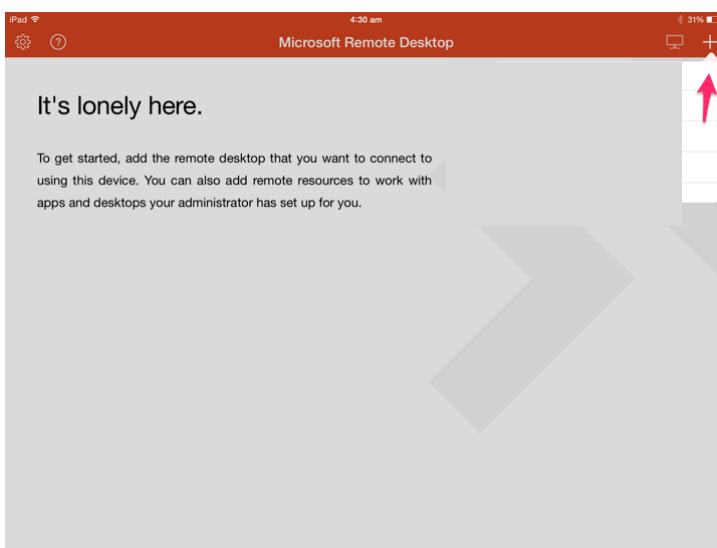 iPad 4:30 am 31%
Microsoft Remote Desktop
It's lonely here.
To get started, add the remote desktop that you want to connect to
using this device. You can also add remote resources to work with
apps and desktops your administrator has set up for you.